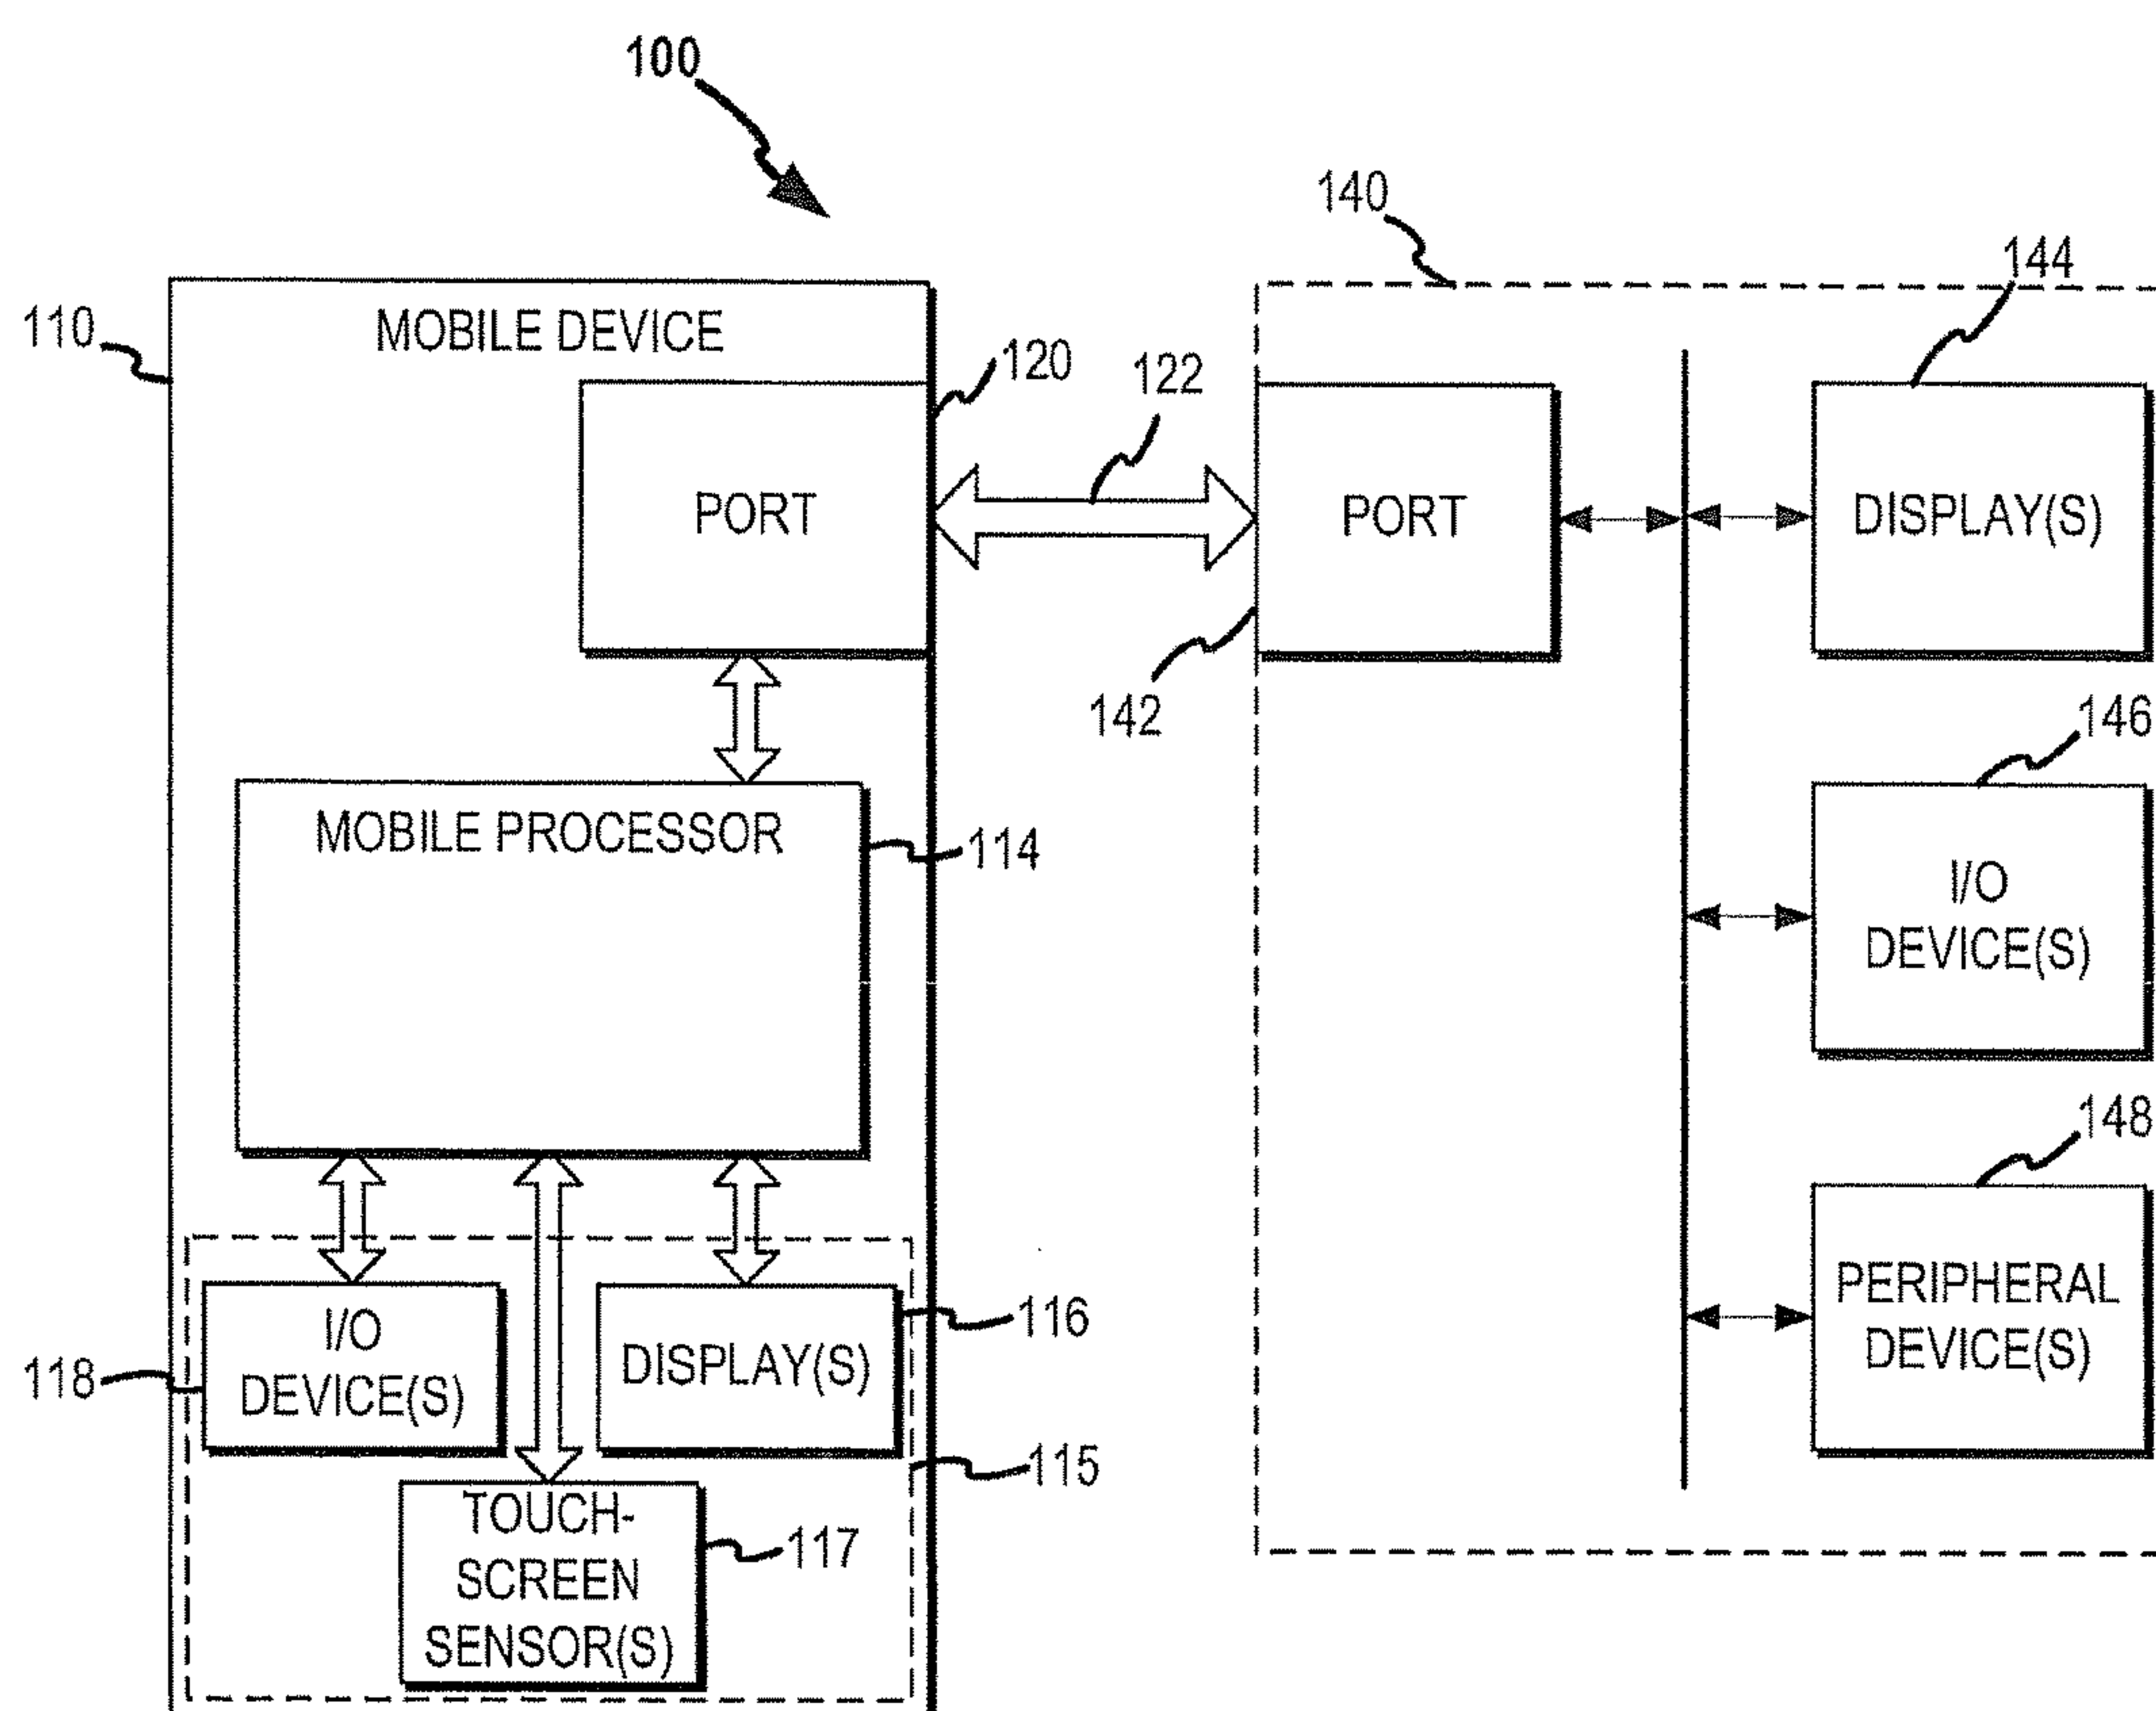 100
140
144
110
MOBILE DEVICE
120
122
PORT
PORT
DISPLAY(S)
142
146
MOBILE PROCESSOR
114
I/O
DEVICE(S)
148
PERIPHERAL
DEVICE(S)
118
I/O
DEVICE(S)
DISPLAY(S)
116
115
TOUCH-
SCREEN
SENSOR(S)
117